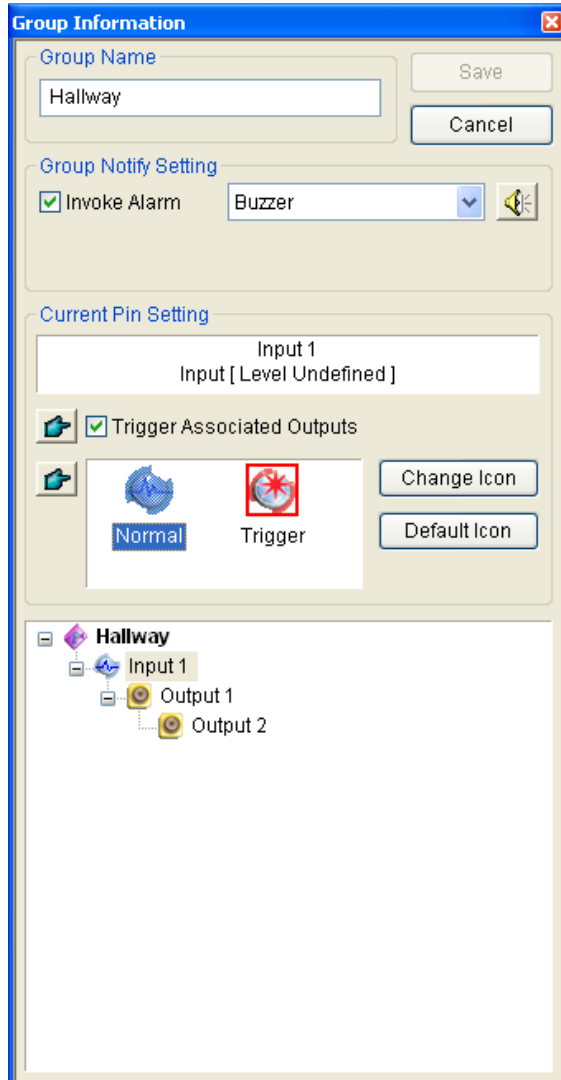 Group Information
Group Name
Save
Hallway
Cancel
Group Notify Setting
Invoke Alarm
Buzzer
Current Pin Setting
Input 1
Input [ Level Undefined ]
Trigger Associated Outputs
Normal
Trigger
Change Icon
Default Icon
Hallway
Input 1
Output 1
Output 2